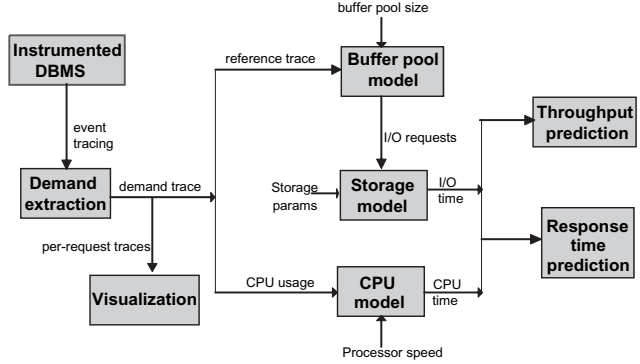 buffer pool size
Instrumented
DBMS
reference trace
Buffer pool
model
event
tracing
I/O requests
Throughput
prediction
Demand
extraction
demand trace
Storage
params
Storage
model
I/O
time
per-request traces
Response
time
prediction
Visualization
CPU usage
CPU
model
CPU
time
Processor speed